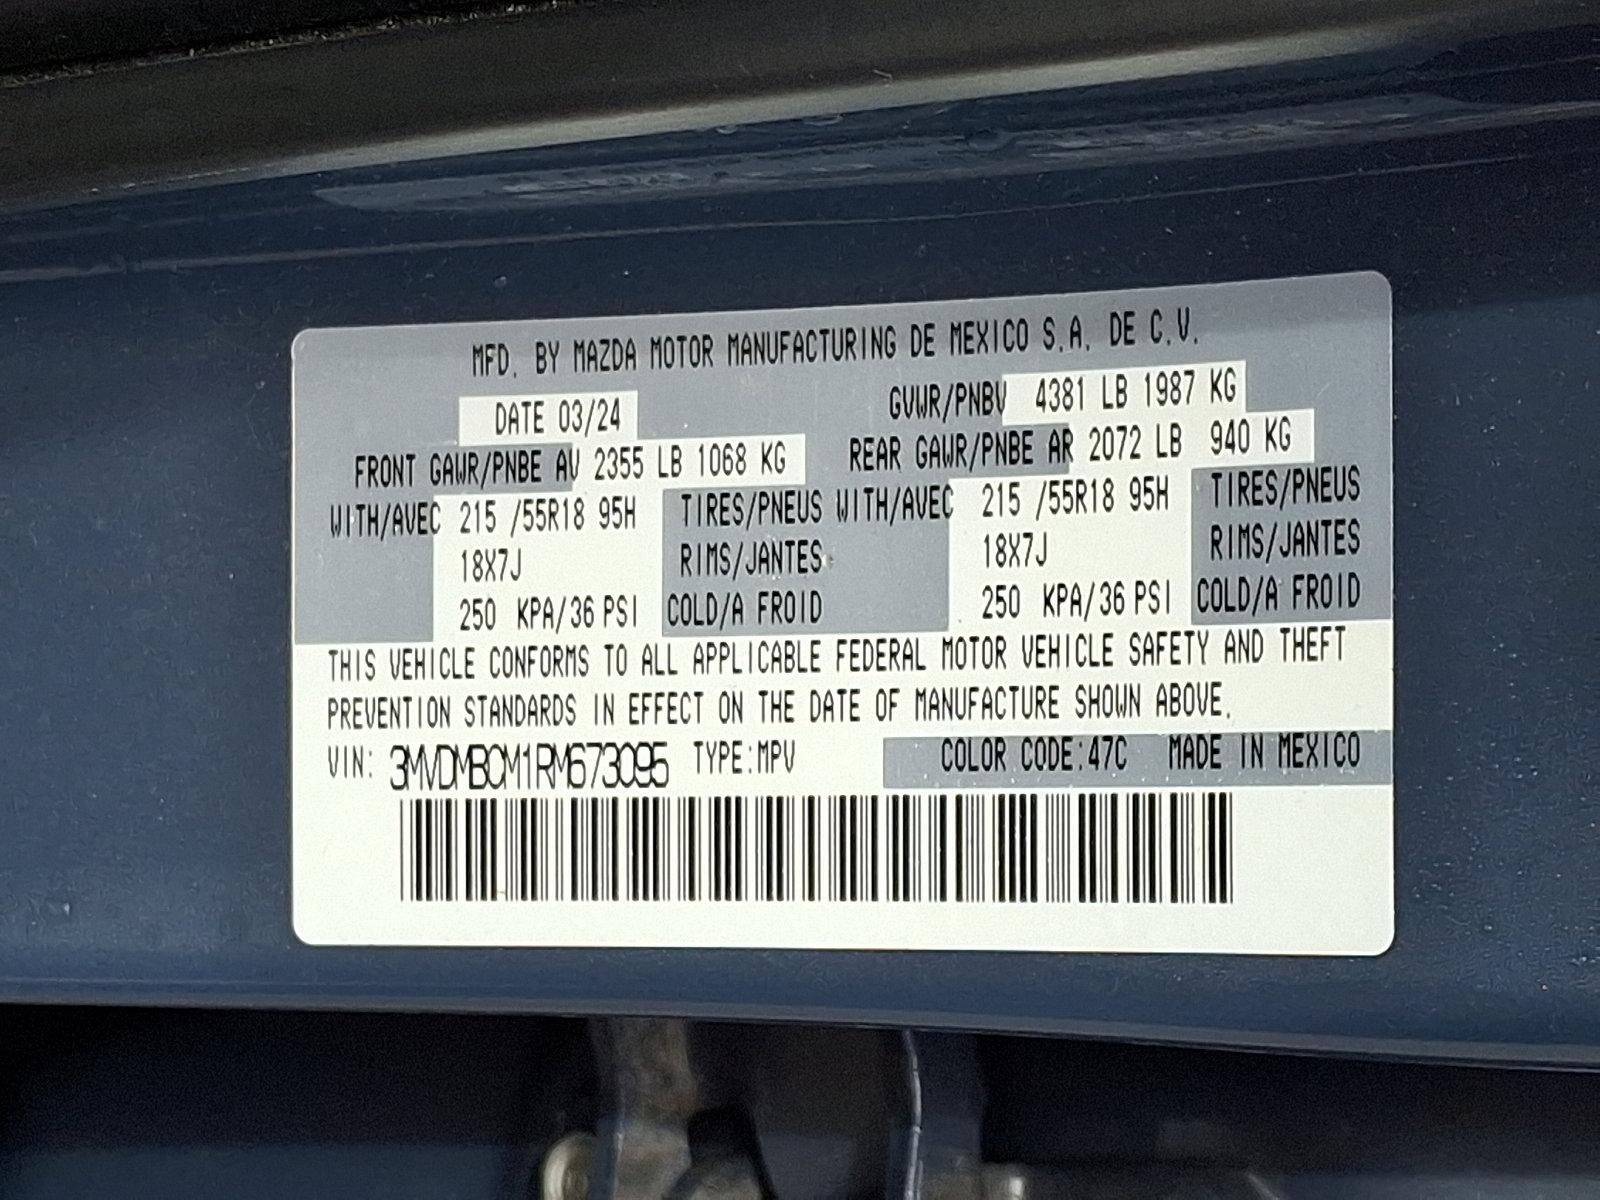 MFD. BY MAZDA MOTOR MANUFACTURING DE MEXICO S.A. DE C.V.
DATE 03/24 GVWR/PNBV 4381 LB 1987 KG
FRONT GAWR/PNBE AV 2355 LB 1068 KG REAR GAWR/PNBE AR 2072 LB 940 KG
WITH/AVEC 215 /55R18 95H TIRES/PNEUS WITH/AVEC 215 /55R18 95H TIRES/PNEUS
18X7J RIMS/JANTES 18X7J RIMS/JANTES
250 KPA/36 PSI COLD/A FROID 250 KPA/36 PSI COLD/A FROID
THIS VEHICLE CONFORMS TO ALL APPLICABLE FEDERAL MOTOR VEHICLE SAFETY AND THEFT
PREVENTION STANDARDS IN EFFECT ON THE DATE OF MANUFACTURE SHOWN ABOVE.
VIN: 3MVDMBCM1RM673095 TYPE:MPV COLOR CODE:47C MADE IN MEXICO